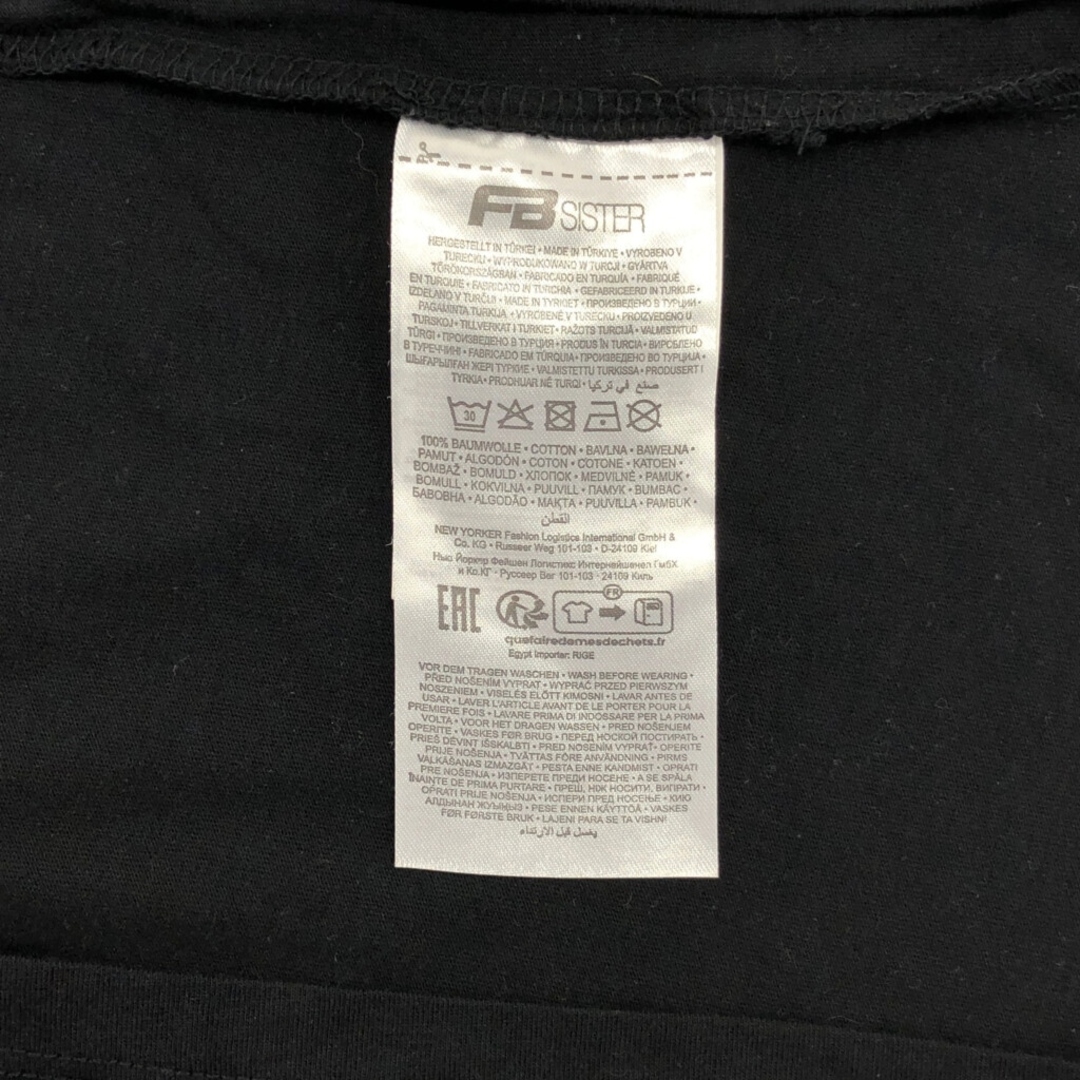 FB SISTER
HERGESTELLT IN TÜRKEI • MADE IN TÜRKIYE • VYROBENO V
TURECKU • WYPRODUKOWANO W TURCJI • GYÁRTVA
TÖRÖKORSZÁGBAN • FABRICADO EN TURQUÍA • FABRIQUÉ
EN TURQUIE • FABRICATO IN TURCHIA • GEFABRICEERD IN TURKIJE •
IZDELANO V TURČIJI • MADE IN TYRKIET • ПРОИЗВЕДЕНО В ТУРЦИИ •
PAGAMINTA TURKIJA • VYROBENÉ V TURECKU • PROIZVEDENO U
TURSKOJ • TILLVERKAT I TURKIET • RAŽOTS TURCIJĀ • VALMISTATUD
TÜRGI • ПРОИЗВЕДЕНО В ТУРЦИЯ • PRODUS ÎN TURCIA • ВИРОБЛЕНО
В ТУРЕЧЧИНІ • FABRICADO EM TÚRQUIA • ПРОИЗВЕДЕНО ВО ТУРЦИЈА •
ШЫҒАРЫЛҒАН ЖЕРІ ТҮРКИЕ • VALMISTETTU TURKISSA • PRODUSERT I
TYRKIA • PRODHUAR NË TURQI • صنع في تركيا
30
100% BAUMWOLLE • COTTON • BAVLNA • BAWEŁNA •
PAMUT • ALGODÓN • COTON • COTONE • KATOEN •
BOMBAŽ • BOMULD • ХЛОПОК • MEDVILNĖ • PAMUK •
BOMULL • KOKVILNA • PUUVILL • ПАМУК • BUMBAC •
БАВОВНА • ALGODÃO • МАҚТА • PUUVILLA • PAMBUK •
القطن
NEW YORKER Fashion Logistics International GmbH &
Co. KG • Russeer Weg 101-103 • D-24109 Kiel
Нью Йоркер Фейшен Логистикс Интернейшенел ГмбХ
и Ко.КГ · Руссеер Вег 101-103 · 24109 Киль
EAC FR
quefairedemesdechets.fr
Egypt Importer: RIGE
VOR DEM TRAGEN WASCHEN • WASH BEFORE WEARING •
PŘED NOŠENÍM VYPRAT • WYPRAĆ PRZED PIERWSZYM
NOSZENIEM • VISELÉS ELŐTT KIMOSNI • LAVAR ANTES DE
USAR • LAVER L'ARTICLE AVANT DE LE PORTER POUR LA
PREMIERE FOIS • LAVARE PRIMA DI INDOSSARE PER LA PRIMA
VOLTA • VOOR HET DRAGEN WASSEN • PRED NOŠENJEM
OPERITE • VASKES FØR BRUG • ПЕРЕД НОСКОЙ ПОСТИРАТЬ •
PRIEŠ DĖVINT IŠSKALBTI • PRED NOSENÍM VYPRAŤ • OPERITE
PRIJE NOŠENJA • TVÄTTAS FÖRE ANVÄNDNING • PIRMS
VALKĀŠANAS IZMAZGĀT • PESTA ENNE KANDMIST • OPRATI
PRE NOŠENJA • ИЗПЕРЕТЕ ПРЕДИ НОСЕНЕ • A SE SPĂLA
ÎNAINTE DE PRIMA PURTARE • ПРЕШ, НІЖ НОСИТИ, ВИПРАТИ •
OPRATI PRIJE NOŠENJA • ИСПЕРИ ПРЕД НОСЕЊЕ • КИЮ
АЛДЫНАН ЖУЫҢЫЗ • PESE ENNEN KÄYTTÖÄ • VASKES
FØR FØRSTE BRUK • LAJENI PARA SE TA VISHNI
يغسل قبل الارتداء